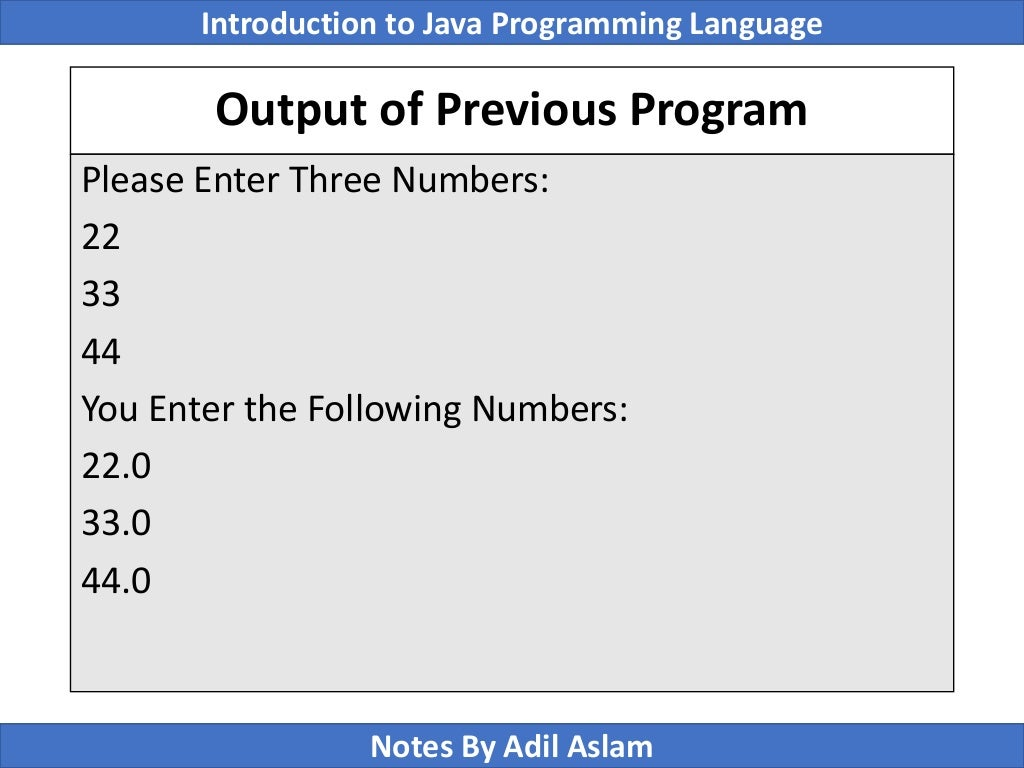 Introduction to Java Programming Language
Output of Previous Program
Please Enter Three Numbers:
22
33
44
You Enter the Following Numbers:
22.0
33.0
44.0
Notes By Adil Aslam